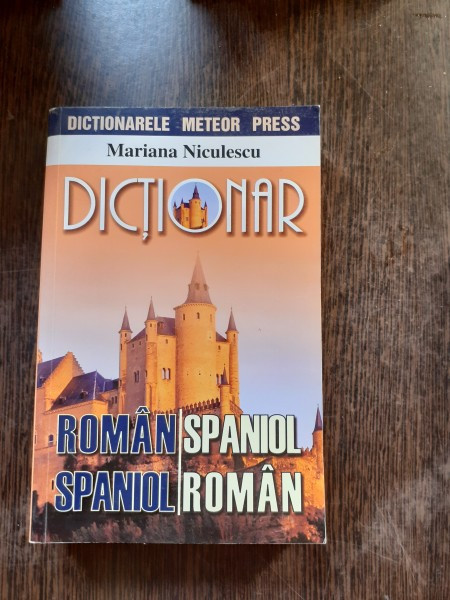 DICTIONARELE METEOR PRESS
Mariana Niculescu
DICȚIONAR
ROMÂN SPANIOL
SPANIOL ROMÂN